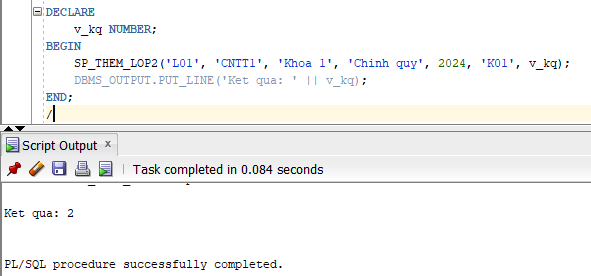 DECLARE
v_kq NUMBER;
BEGIN
SP_THEM_LOP2('L01', 'CNTT1', 'Khoa 1', 'Chinh quy', 2024, 'K01', v_kq);
DBMS_OUTPUT.PUT_LINE('Ket qua: ' || v_kq);
END;
/
Script Output x
Task completed in 0.084 seconds
Ket qua: 2
PL/SQL procedure successfully completed.